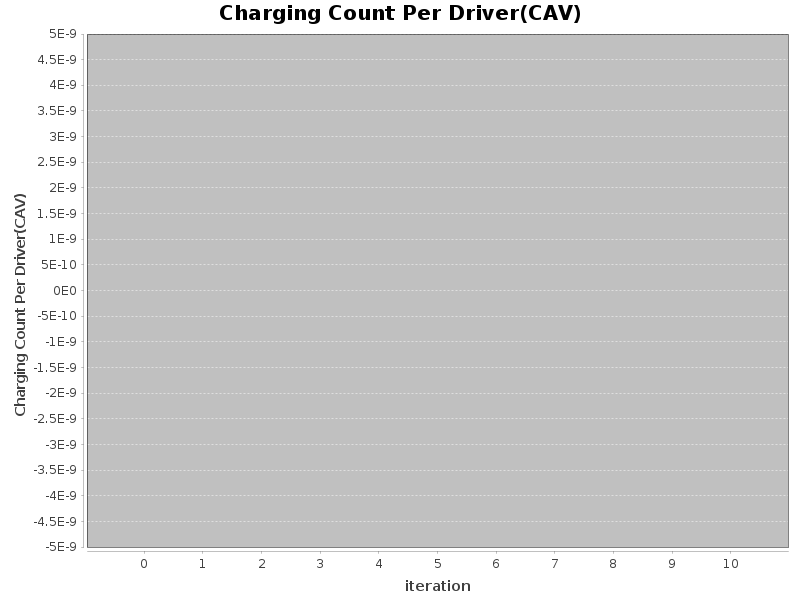 Charging Count Per Driver(CAV)
Charging Count Per Driver(CAV)
5E-9
4.5E-9
4E-9
3.5E-9
3E-9
2.5E-9
2E-9
1.5E-9
1E-9
5E-10
0E0
-5E-10
-1E-9
-1.5E-9
-2E-9
-2.5E-9
-3E-9
-3.5E-9
-4E-9
-4.5E-9
-5E-9
0 1 2 3 4 5 6 7 8 9 10
iteration